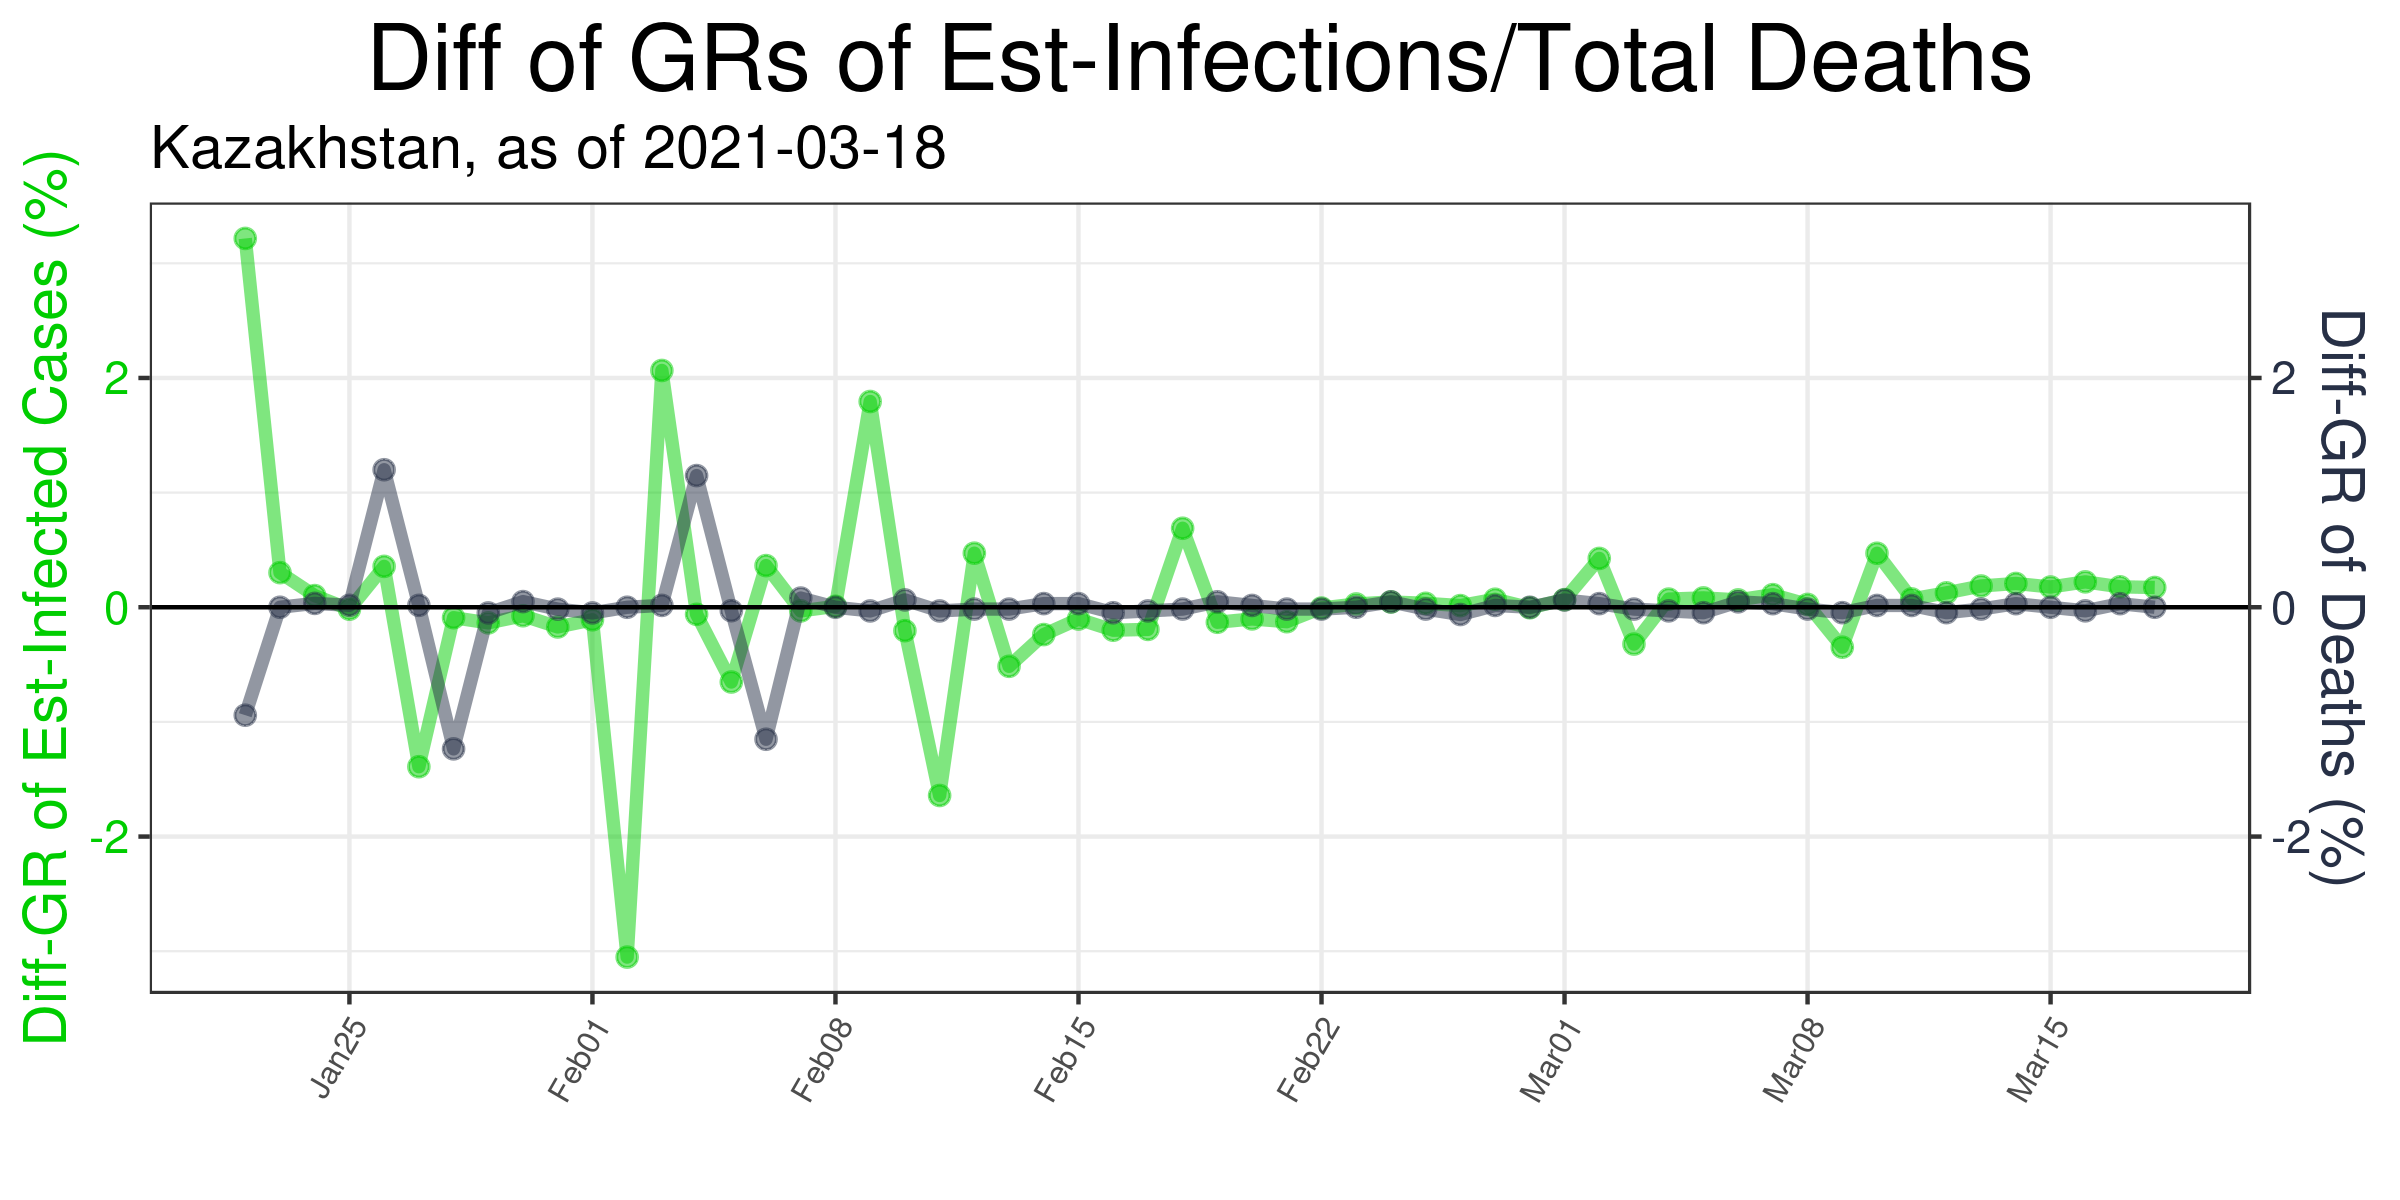 Diff of GRs of Est-Infections/Total Deaths
Kazakhstan, as of 2021-03-18
Diff-GR of Est-Infected Cases (%)
2
0
-2
2
0
-2
Diff-GR of Deaths (%)
Jan25
Feb01
Feb08
Feb15
Feb22
Mar01
Mar08
Mar15